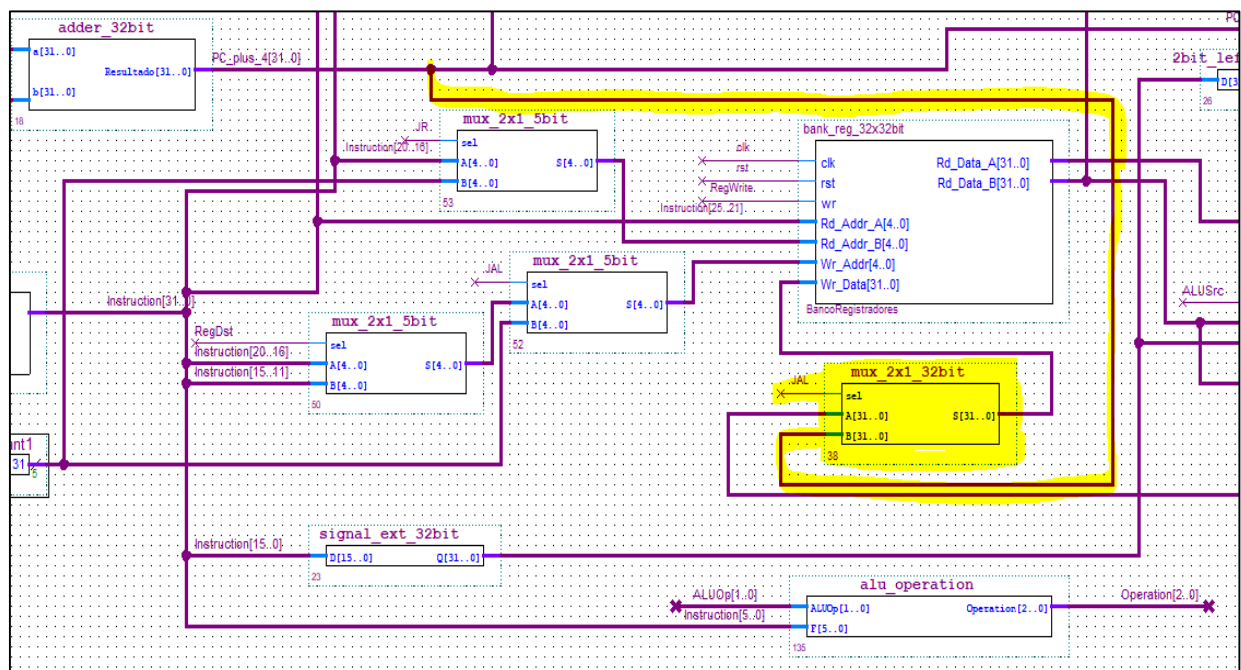 adder_32bit
PC
a[31..0]
PC_plus_4[31..0]
Resultado[31..0]
b[31..0]
18
2bit_lef
D[3
26
mux_2x1_5bit
JR
Instruction[20..16]
sel
A[4..0]
S[4..0]
B[4..0]
53
bank_reg_32x32bit
clk
clk
Rd_Data_A[31..0]
rst
rst
Rd_Data_B[31..0]
RegWrite
wr
Instruction[25..21]
Rd_Addr_A[4..0]
Rd_Addr_B[4..0]
Wr_Addr[4..0]
Wr_Data[31..0]
BancoRegistradores
mux_2x1_5bit
JAL
sel
A[4..0]
S[4..0]
B[4..0]
52
ALUSrc
Instruction[31..0]
mux_2x1_5bit
RegDst
sel
Instruction[20..16]
A[4..0]
S[4..0]
Instruction[15..11]
B[4..0]
50
mux_2x1_32bit
JAL
sel
A[31..0]
S[31..0]
B[31..0]
38
ant1
31
5
signal_ext_32bit
Instruction[15..0]
D[15..0]
Q[31..0]
23
alu_operation
ALUOp[1..0]
ALUOp[1..0]
Operation[2..0]
Operation[2..0]
Instruction[5..0]
F[5..0]
135